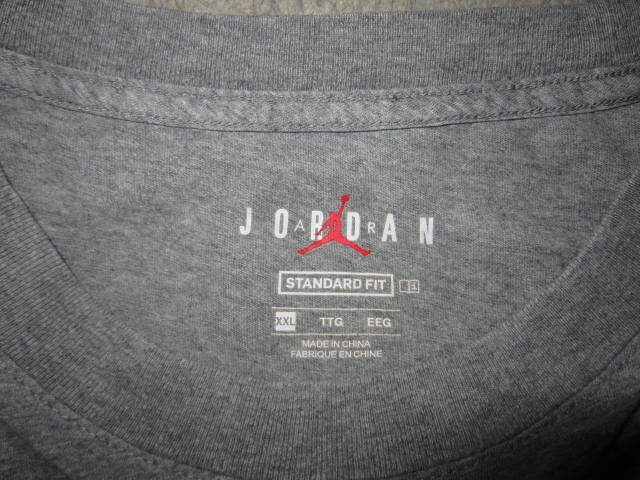 JORDAN
AIR
STANDARD FIT
XXL TTG EEG
MADE IN CHINA
FABRIQUE EN CHINE